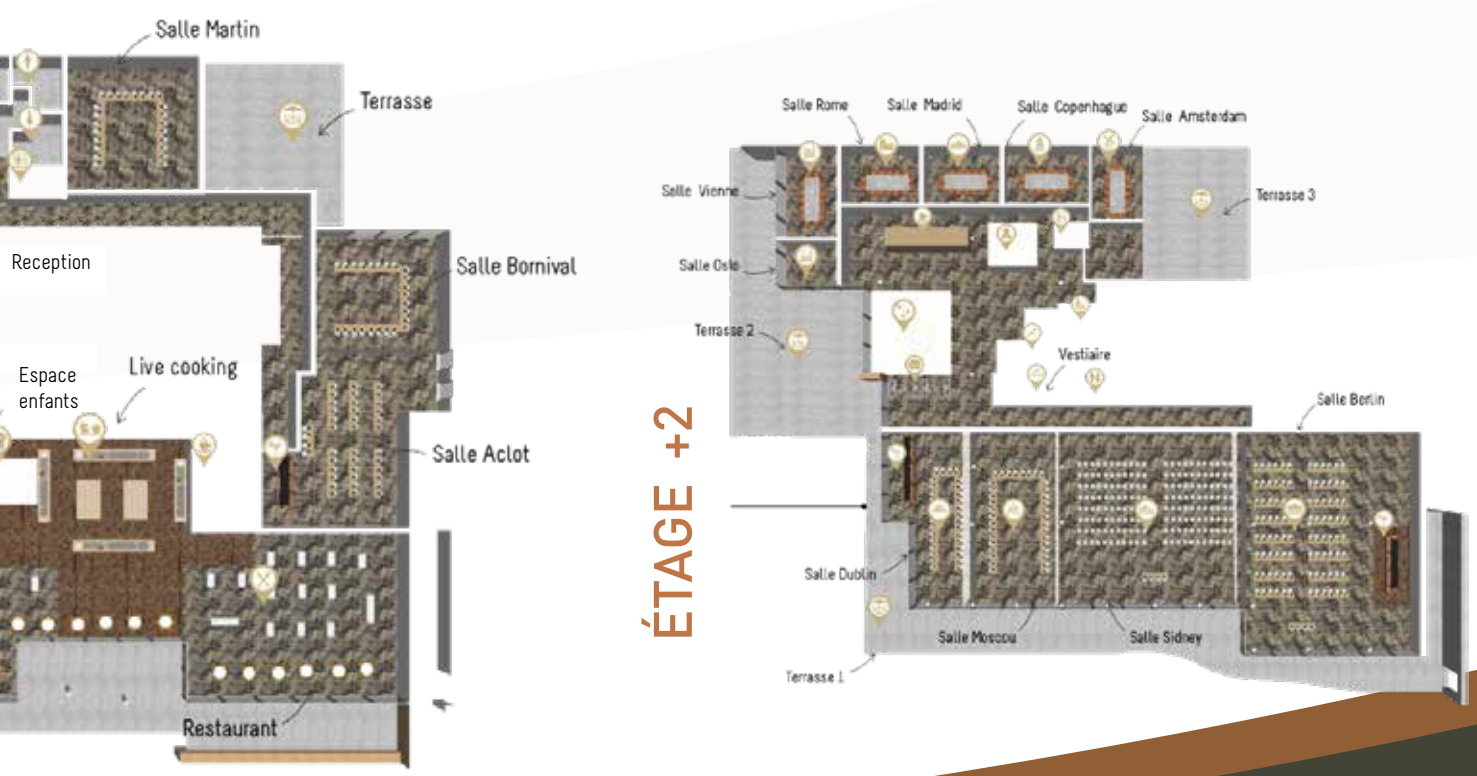 Salle Martin
Terrasse
Reception
Salle Bornival
Espace
enfants
Live cooking
Salle Aclot
Restaurant
ÉTAGE +2
Salle Rome
Salle Madrid
Salle Copenhague
Salle Amsterdam
Salle Vienne
Terrasse 3
Salle Oslo
Terrasse 2
Vestiaire
Salle Berlin
Salle Dublin
Salle Moscou
Salle Sidney
Terrasse 1